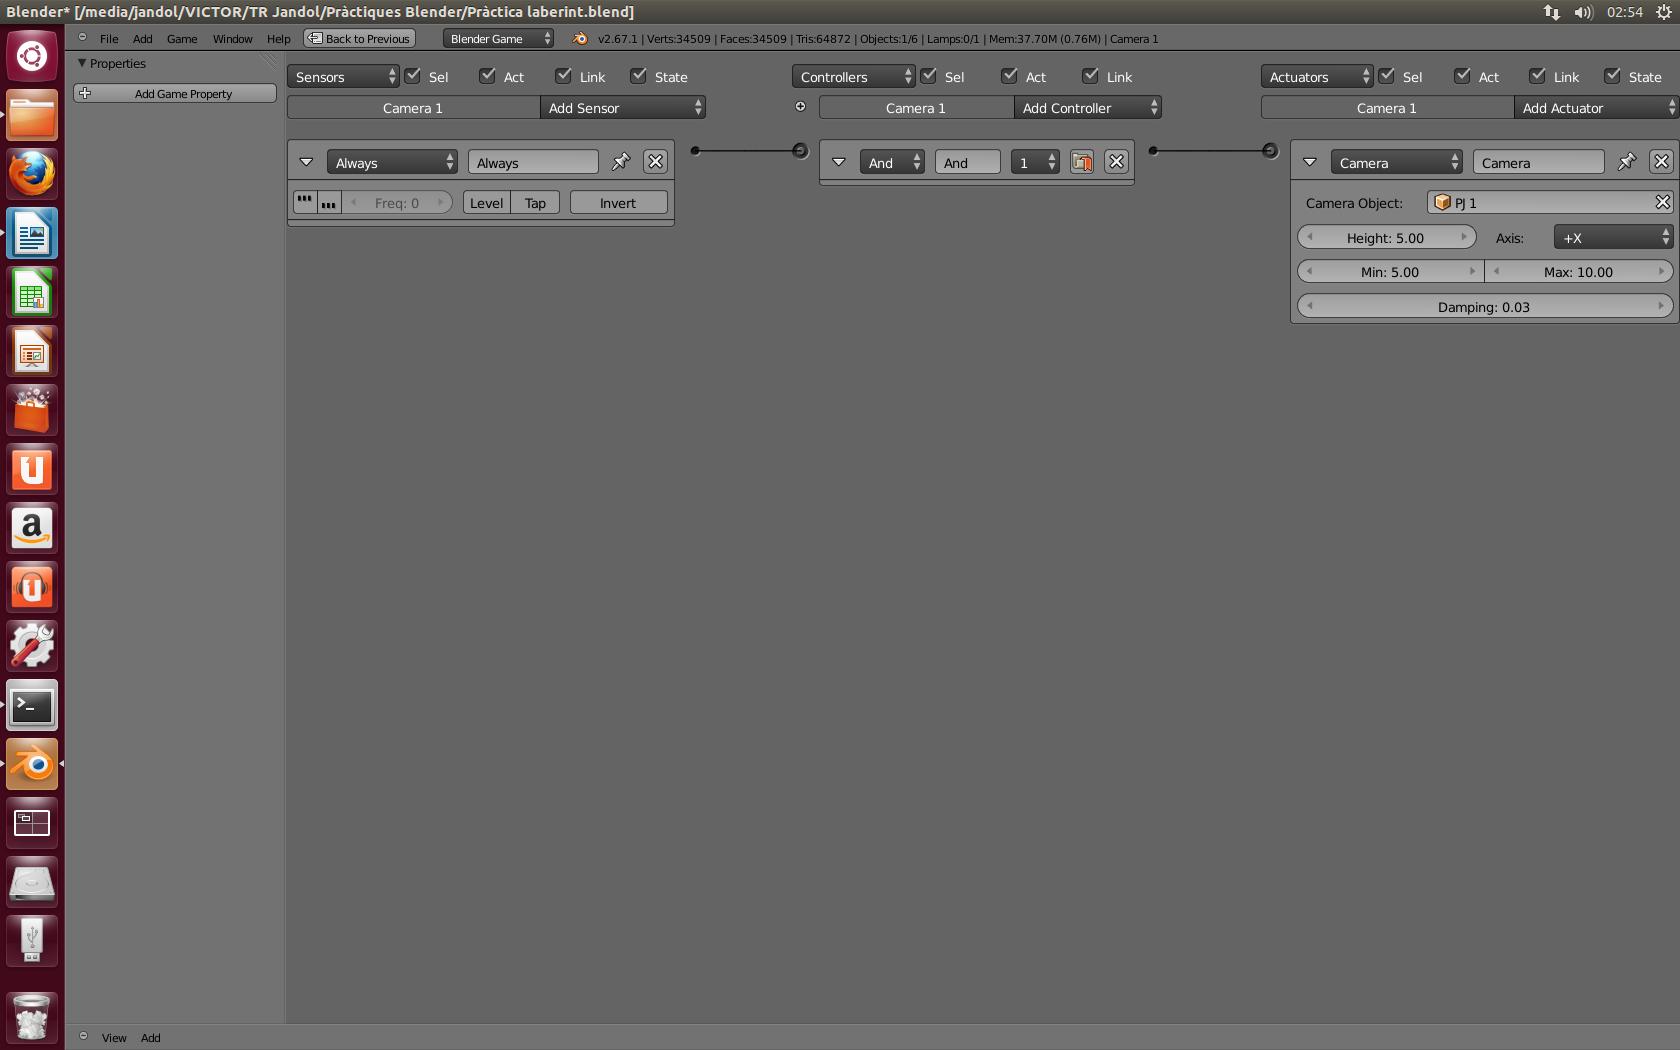 Blender* [/media/jandol/VICTOR/TR Jandol/Pràctiques Blender/Pràctica laberint.blend] 02:54
File Add Game Window Help Back to Previous Blender Game v2.67.1 | Verts:34509 | Faces:34509 | Tris:64872 | Objects:1/6 | Lamps:0/1 | Mem:37.70M (0.76M) | Camera 1
Properties
Add Game Property
Sensors Sel Act Link State Controllers Sel Act Link Actuators Sel Act Link State
Camera 1 Add Sensor Camera 1 Add Controller Camera 1 Add Actuator
Always Always And And 1 Camera Camera
Freq: 0 Level Tap Invert Camera Object: PJ 1
Height: 5.00 Axis: +X
Min: 5.00 Max: 10.00
Damping: 0.03
View Add